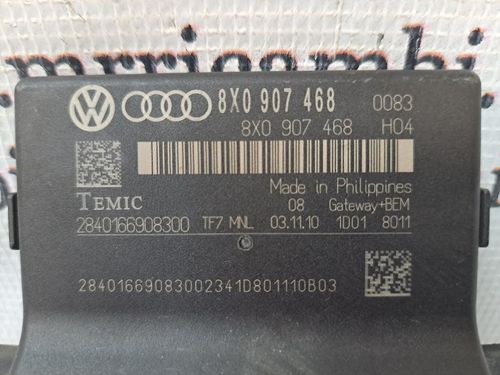 mrricambi
8X0 907 468 0083
8X0 907 468 H04
TEMIC
Made in Philippines
08 Gateway+BEM
2840166908300 TF7 MNL 03.11.10 1D01 8011
28401669083002341D801110B03